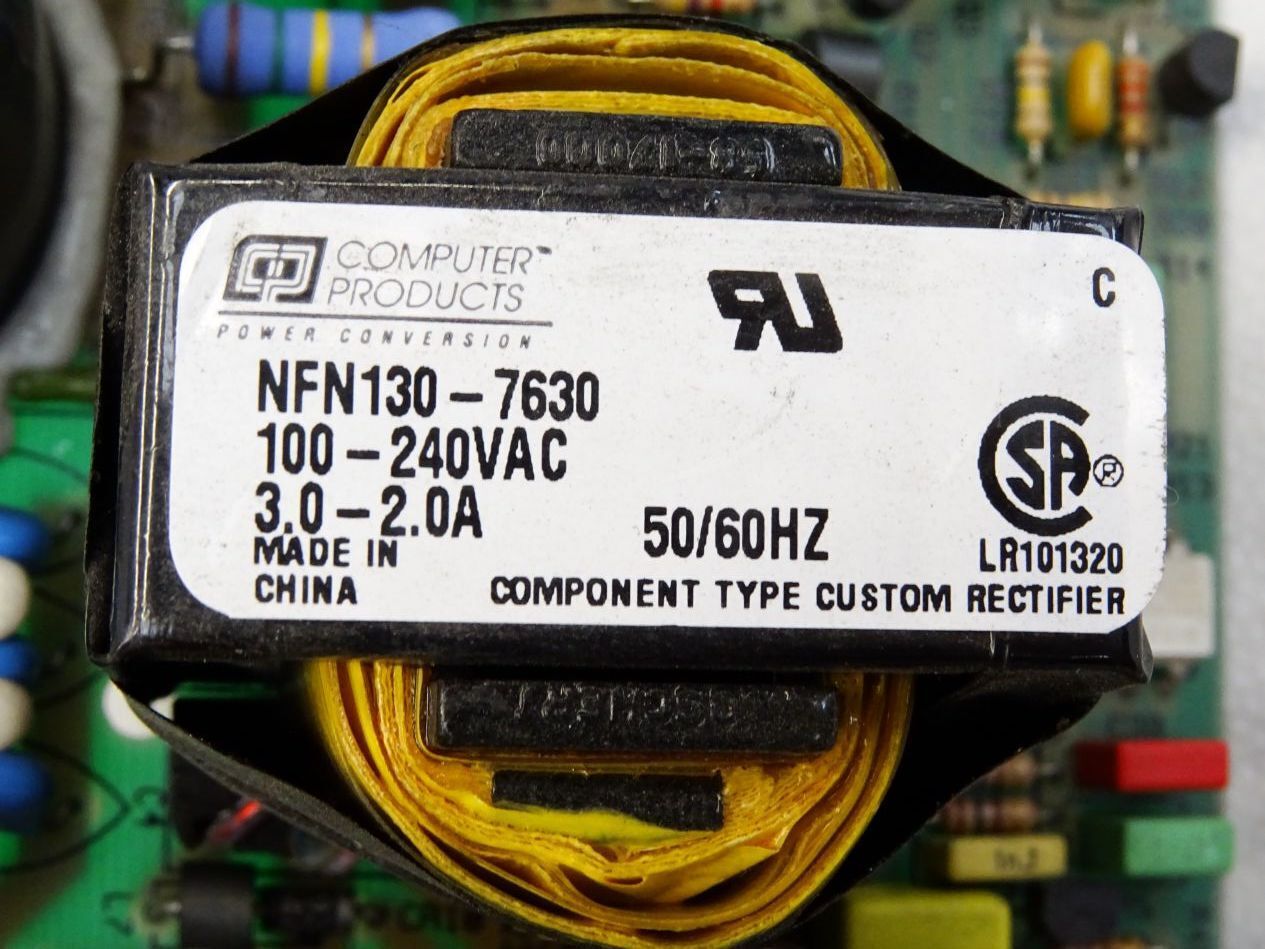 COMPUTER™
PRODUCTS
POWER CONVERSION
C
NFN130-7630
100-240VAC
3.0-2.0A
50/60HZ
MADE IN
CHINA
LR101320
COMPONENT TYPE CUSTOM RECTIFIER